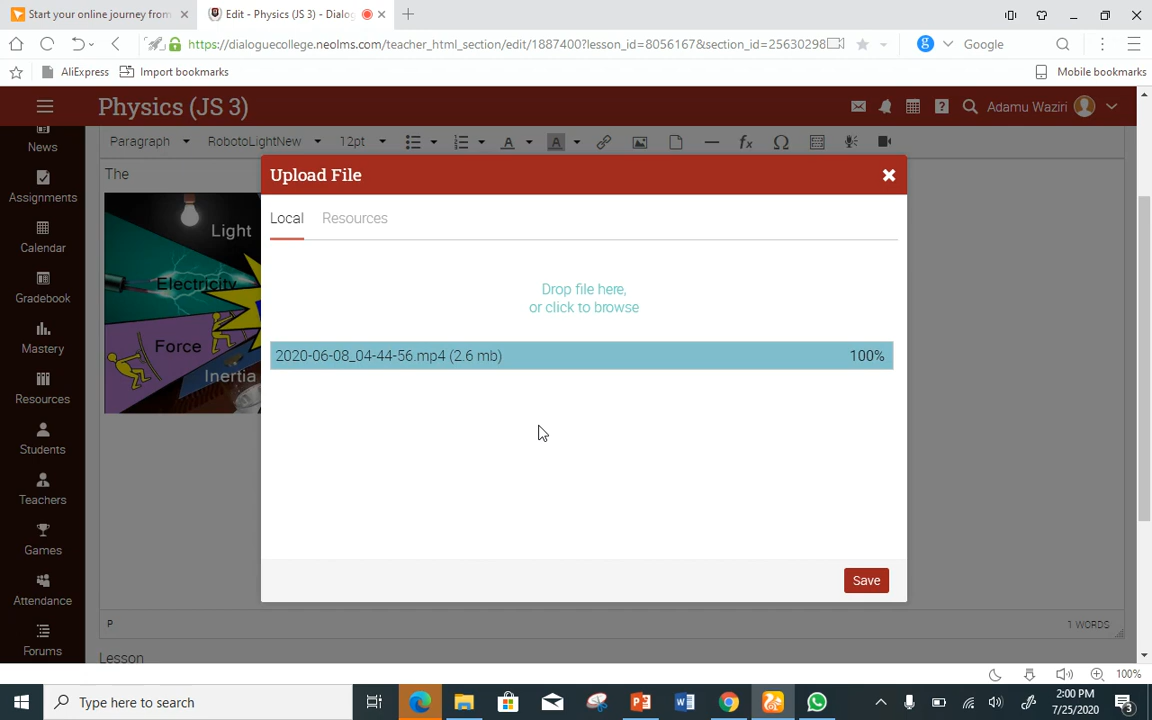 Start your online journey from
Edit - Physics (JS 3) - Dialog
https://dialoguecollege.neolms.com/teacher_html_section/edit/1887400?lesson_id=8056167&section_id=25630298
Google
AliExpress
Import bookmarks
Mobile bookmarks
Physics (JS 3)
Adamu Waziri
News
Assignments
Calendar
Gradebook
Mastery
Resources
Students
Teachers
Games
Attendance
Forums
Paragraph
RobotoLightNew
12pt
The
Light
Electricity
Force
Inertia
Upload File
Local
Resources
Drop file here,
or click to browse
2020-06-08_04-44-56.mp4 (2.6 mb)
100%
Save
P
1 WORDS
Lesson
100%
Type here to search
2:00 PM
7/25/2020
3